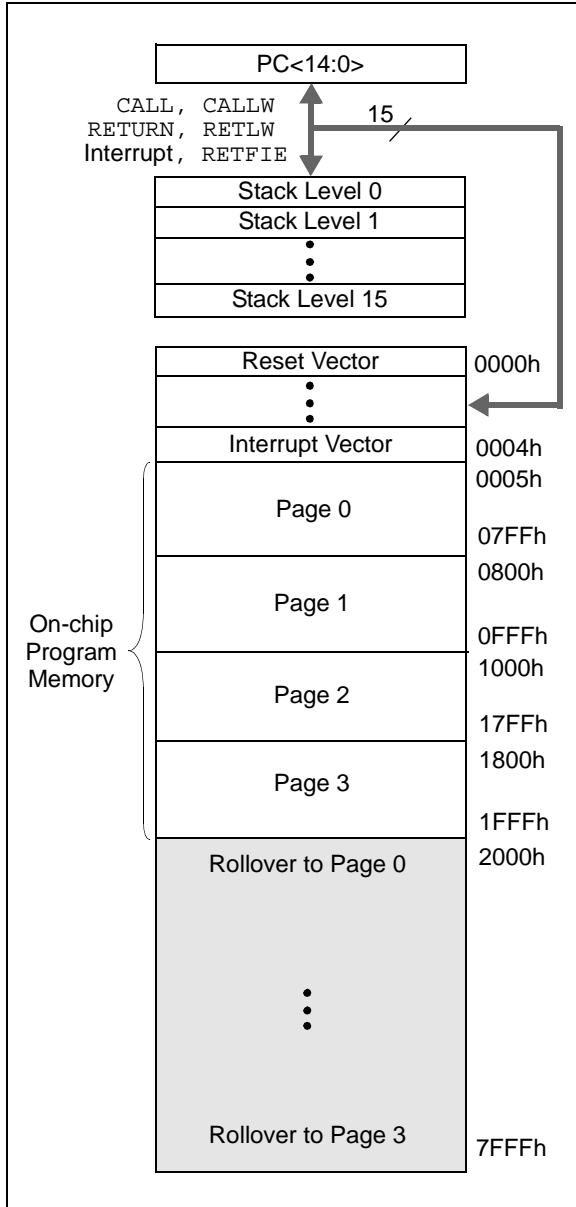 PC<14:0>
CALL, CALLW
RETURN, RETLW
Interrupt, RETFIE
15
Stack Level 0
Stack Level 1
Stack Level 15
Reset Vector
0000h
Interrupt Vector
0004h
0005h
Page 0
07FFh
0800h
Page 1
0FFFh
On-chip
Program
Memory
1000h
Page 2
17FFh
1800h
Page 3
1FFFh
Rollover to Page 0
2000h
Rollover to Page 3
7FFFh